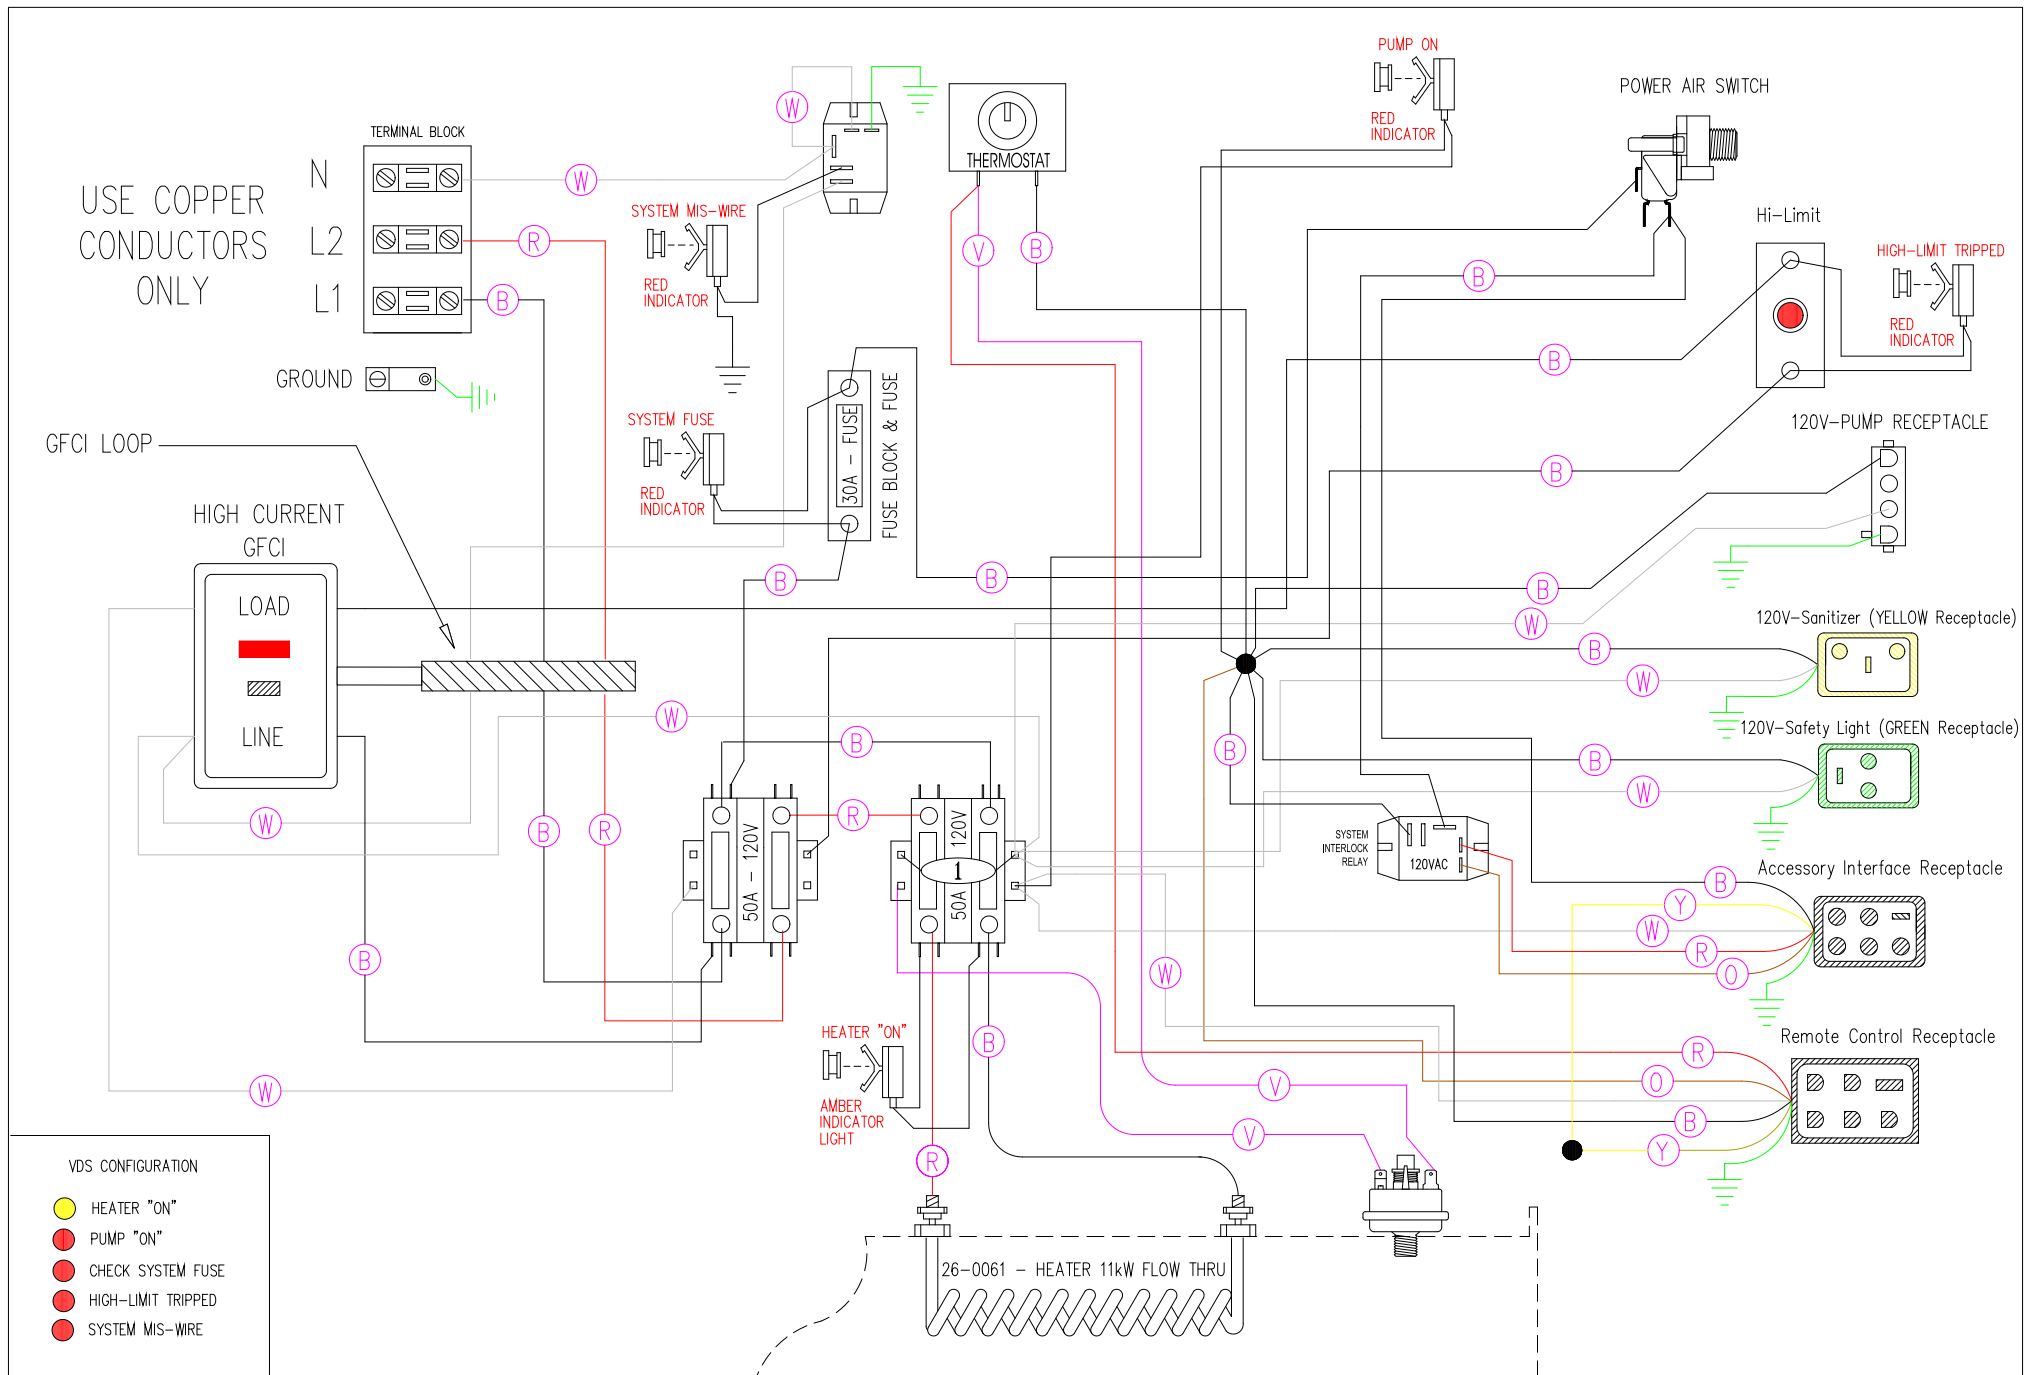 USE COPPER
CONDUCTORS
ONLY
TERMINAL BLOCK
N
L2
L1
GROUND
W
R
B
W
SYSTEM MIS-WIRE
RED
INDICATOR
THERMOSTAT
V
B
PUMP ON
RED
INDICATOR
POWER AIR SWITCH
B
Hi-Limit
HIGH-LIMIT TRIPPED
RED
INDICATOR
B
B
GFCI LOOP
SYSTEM FUSE
RED
INDICATOR
30A - FUSE
FUSE BLOCK & FUSE
B
B
120V-PUMP RECEPTACLE
B
W
HIGH CURRENT
GFCI
LOAD
LINE
W
B
W
B
R
W
B
R
50A - 120V
50A
120V
1
120V-Sanitizer (YELLOW Receptacle)
B
W
120V-Safety Light (GREEN Receptacle)
B
W
B
SYSTEM
INTERLOCK
RELAY
120VAC
Accessory Interface Receptacle
B
Y
W
R
O
W
Remote Control Receptacle
R
O
B
Y
V
V
HEATER "ON"
AMBER
INDICATOR
LIGHT
B
R
26-0061 - HEATER 11kW FLOW THRU
VDS CONFIGURATION
HEATER "ON"
PUMP "ON"
CHECK SYSTEM FUSE
HIGH-LIMIT TRIPPED
SYSTEM MIS-WIRE